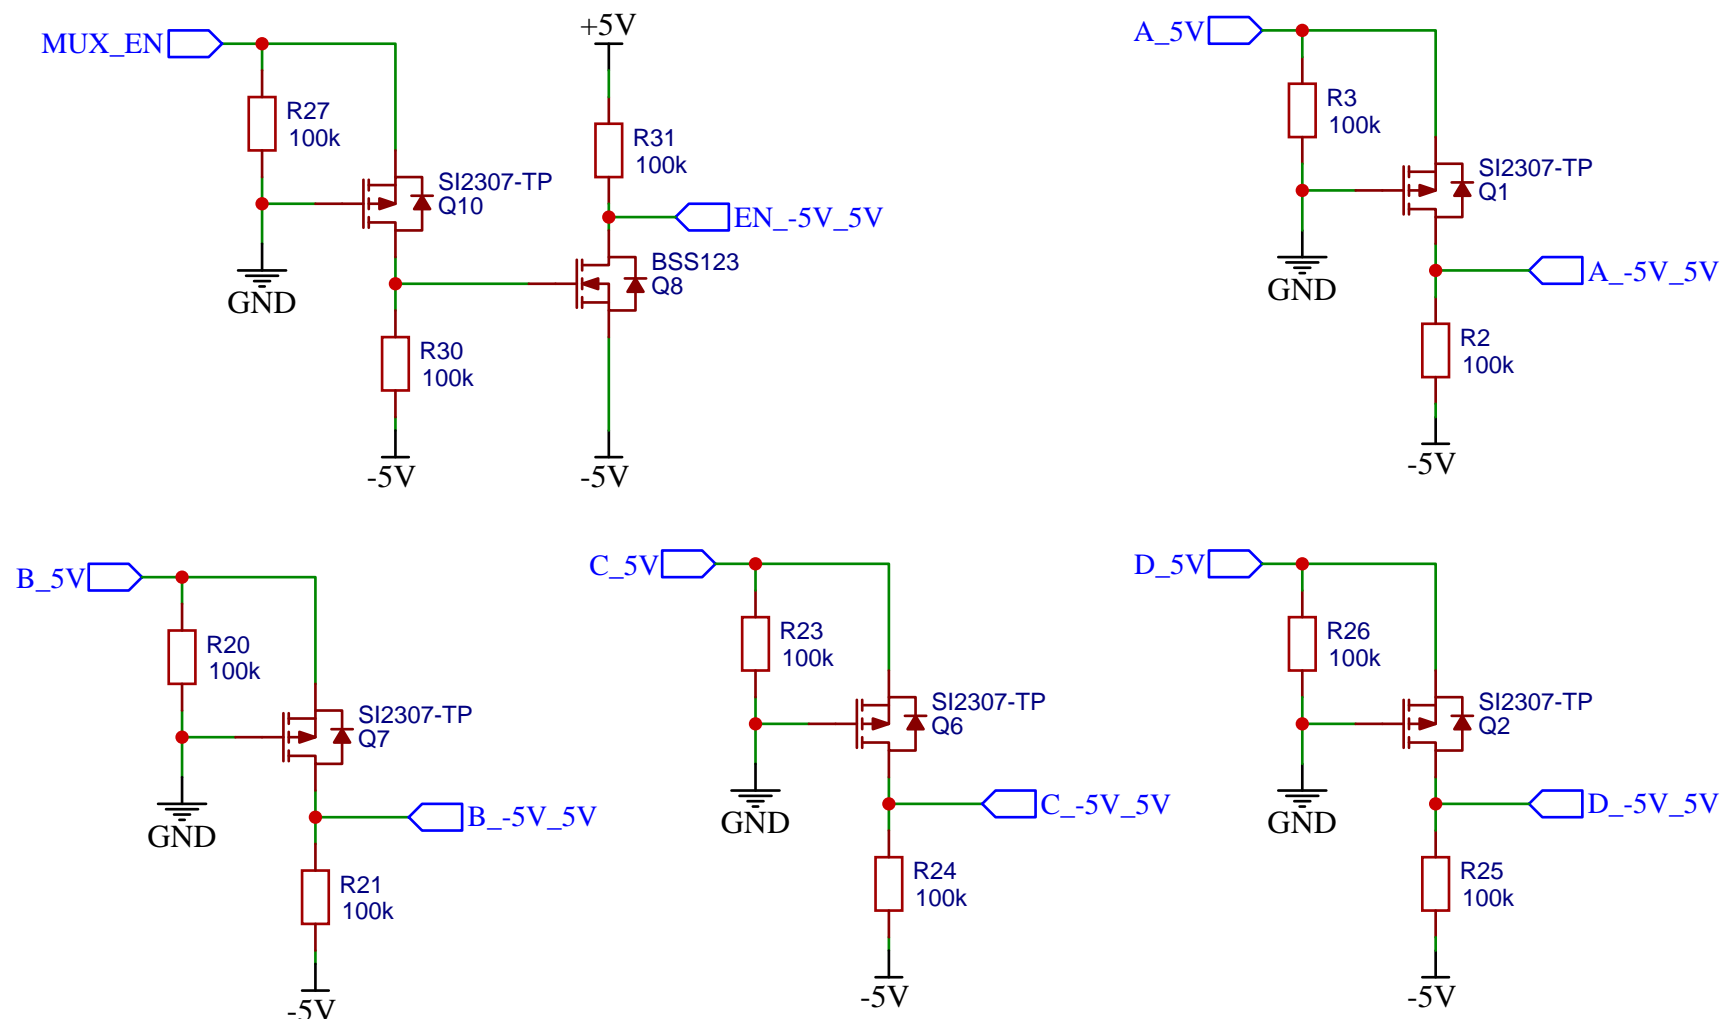 MUX_EN
R27
100k
GND
SI2307-TP
Q10
R30
100k
-5V
+5V
R31
100k
EN_-5V_5V
BSS123
Q8
-5V
A_5V
R3
100k
GND
SI2307-TP
Q1
A_-5V_5V
R2
100k
-5V
B_5V
R20
100k
GND
SI2307-TP
Q7
B_-5V_5V
R21
100k
-5V
C_5V
R23
100k
GND
SI2307-TP
Q6
C_-5V_5V
R24
100k
-5V
D_5V
R26
100k
GND
SI2307-TP
Q2
D_-5V_5V
R25
100k
-5V